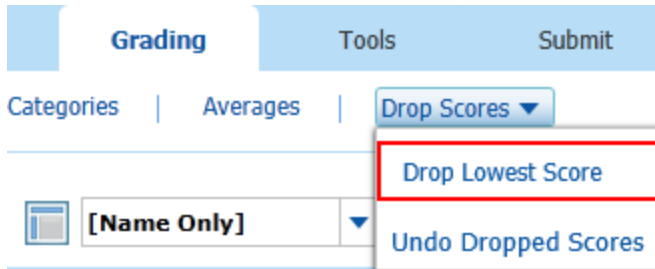 Grading Tools Submit
Categories | Averages | Drop Scores
Drop Lowest Score
[Name Only]
Undo Dropped Scores